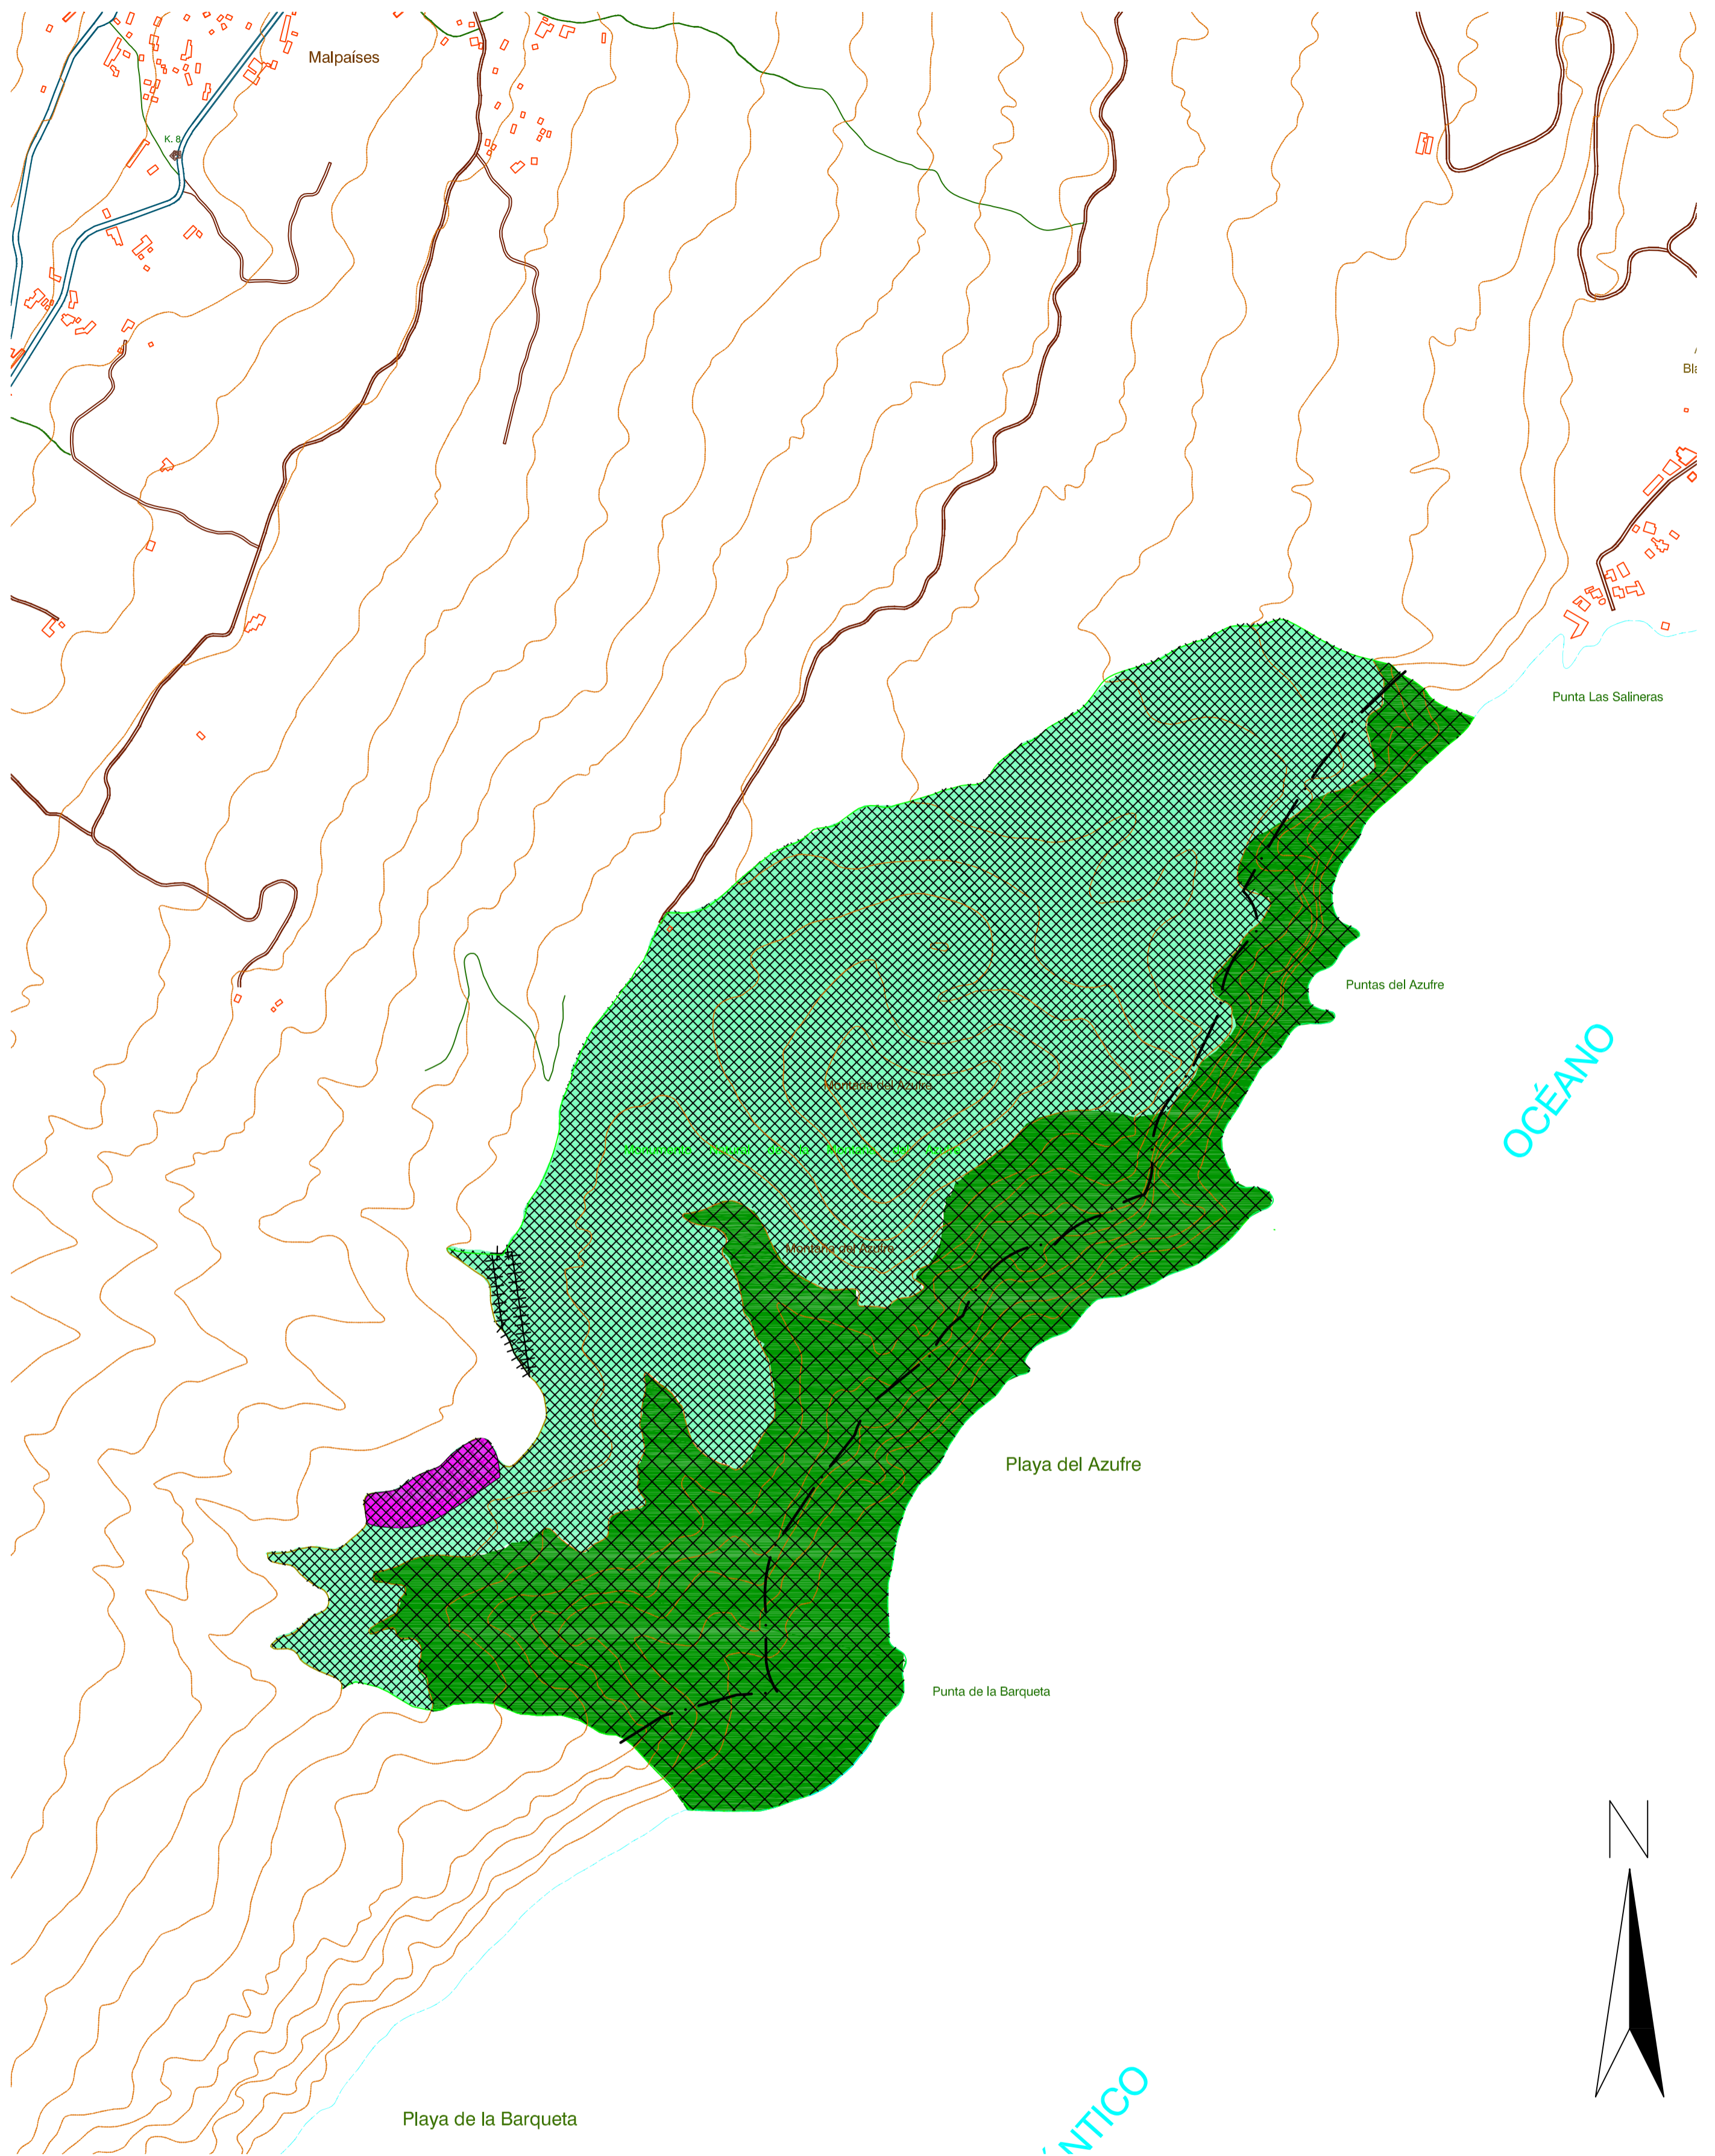 Malpaíses
K. 8
Bla
Punta Las Salineras
Puntas del Azufre
OCÉANO
Montaña del Azufre
Montaña del Azufre
Playa del Azufre
Punta de la Barqueta
N
Playa de la Barqueta
ÁNTICO